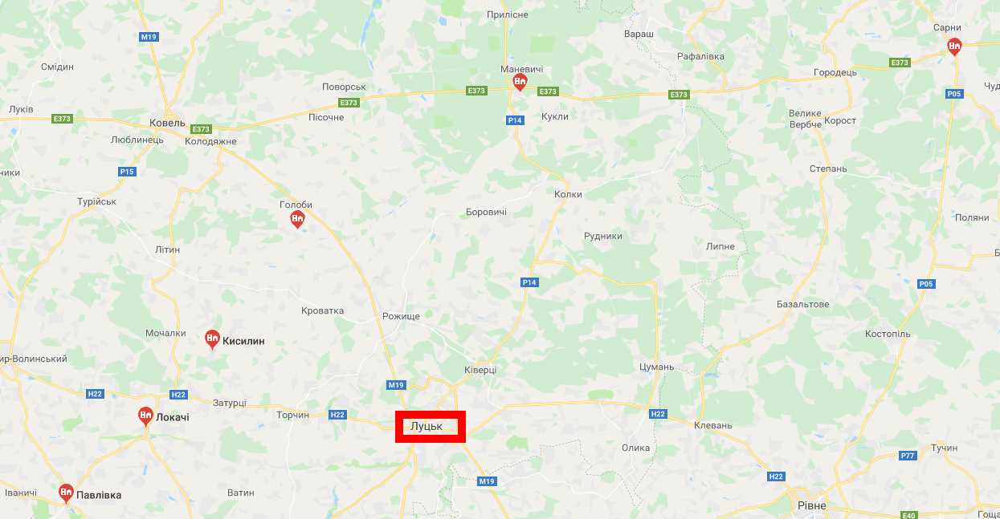 Прилісне
Сарни
Вараш
M19
Рафалівка
E373
Смідин
Маневичі
Городець
Поворськ
E373
E373
E373
P05
E373
Луків
E373
Ковель
E373
Пісочне
P14
Кукли
Велике
Вербче
Корост
Люблинець
Колодяжне
P15
ники
Степань
Турійськ
Голоби
Колки
Боровичі
Поляни
Рудники
Липне
Літин
P14
P05
Базальтове
Кроватка
Рожище
Мочалки
Костопіль
Кисилин
ир-Волинський
Ківерці
Цумань
M19
H22
H22
Затурці
Торчин
H22
H22
Локачі
Луцьк
Клевань
Олика
Тучин
P77
H22
M19
Іваничі
Павлівка
Ватин
Рівне
E40
Гоща